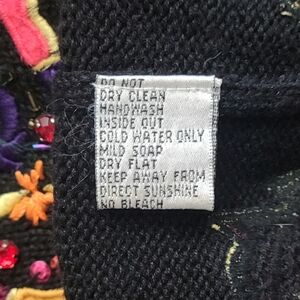 DO NOT
DRY CLEAN
HANDWASH
INSIDE OUT
COLD WATER ONLY
MILD SOAP
DRY FLAT
KEEP AWAY FROM
DIRECT SUNSHINE
NO BLEACH